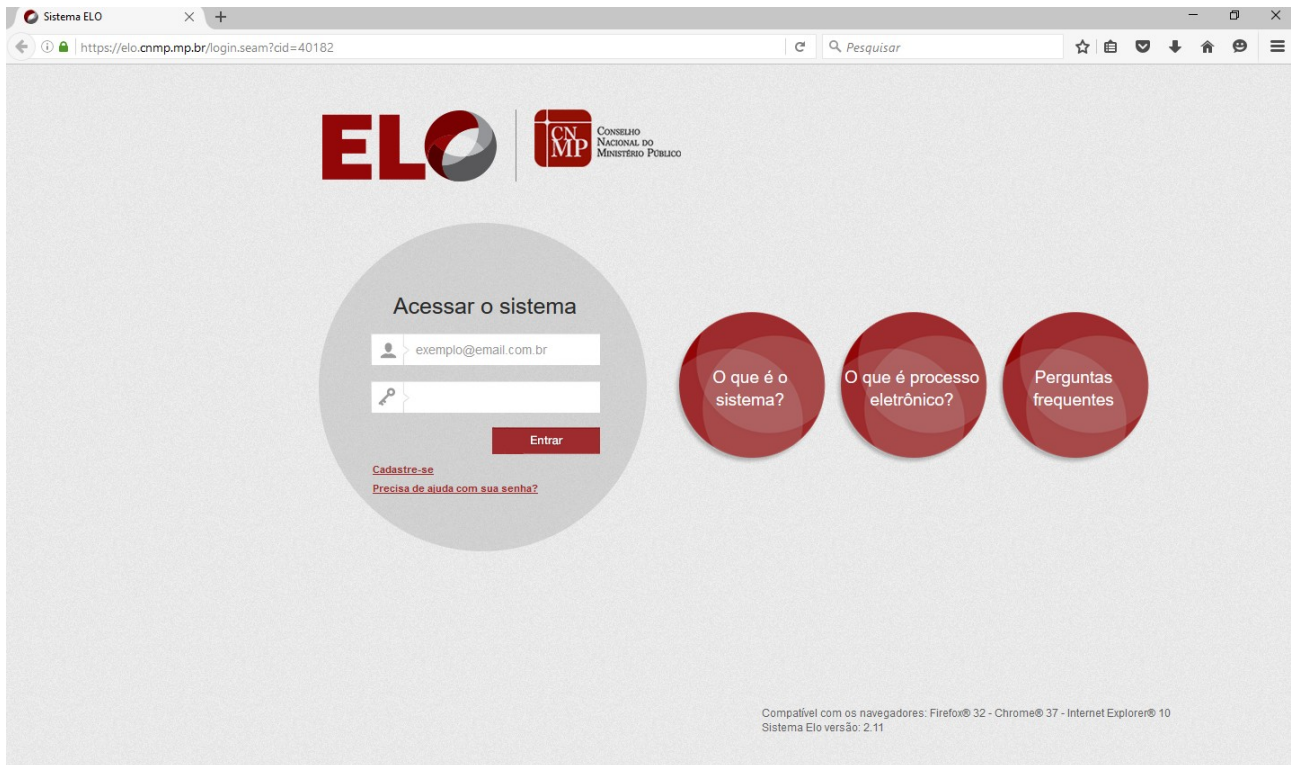 Sistema ELO
https://elo.cnmp.mp.br/login.seam?cid=40182
Pesquisar
ELO
CN
MP
CONSELHO
NACIONAL DO
MINISTÉRIO PÚBLICO
Acessar o sistema
exemplo@email.com.br
Entrar
Cadastre-se
Precisa de ajuda com sua senha?
O que é o
sistema?
O que é processo
eletrônico?
Perguntas
frequentes
Compatível com os navegadores: Firefox® 32 - Chrome® 37 - Internet Explorer® 10
Sistema Elo versão: 2.11